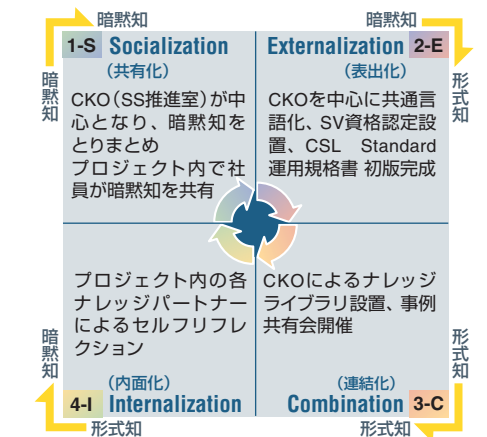 暗黙知
暗黙知
1-S Socialization
（共有化）
CKO（SS推進室）が中
心となり、暗黙知を
とりまとめ
プロジェクト内で社
員が暗黙知を共有
暗黙知
Externalization 2-E
（表出化）
CKOを中心に共通言
語化、SV資格認定設
置、CSL Standard
運用規格書 初版完成
形式知
プロジェクト内の各
ナレッジパートナー
によるセルフリフレ
クション
（内面化）
4-I Internalization
暗黙知
形式知
CKOによるナレッジ
ライブラリ設置、事例
共有会開催
（連結化）
Combination 3-C
形式知
形式知